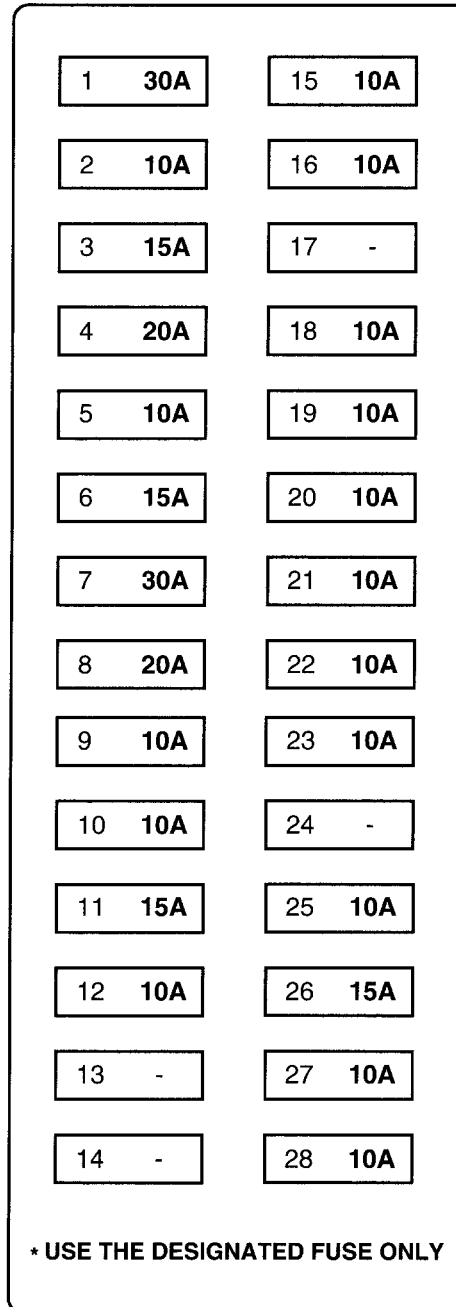 1 30A 15 10A
2 10A 16 10A
3 15A 17 -
4 20A 18 10A
5 10A 19 10A
6 15A 20 10A
7 30A 21 10A
8 20A 22 10A
9 10A 23 10A
10 10A 24 -
11 15A 25 10A
12 10A 26 15A
13 - 27 10A
14 - 28 10A
* USE THE DESIGNATED FUSE ONLY